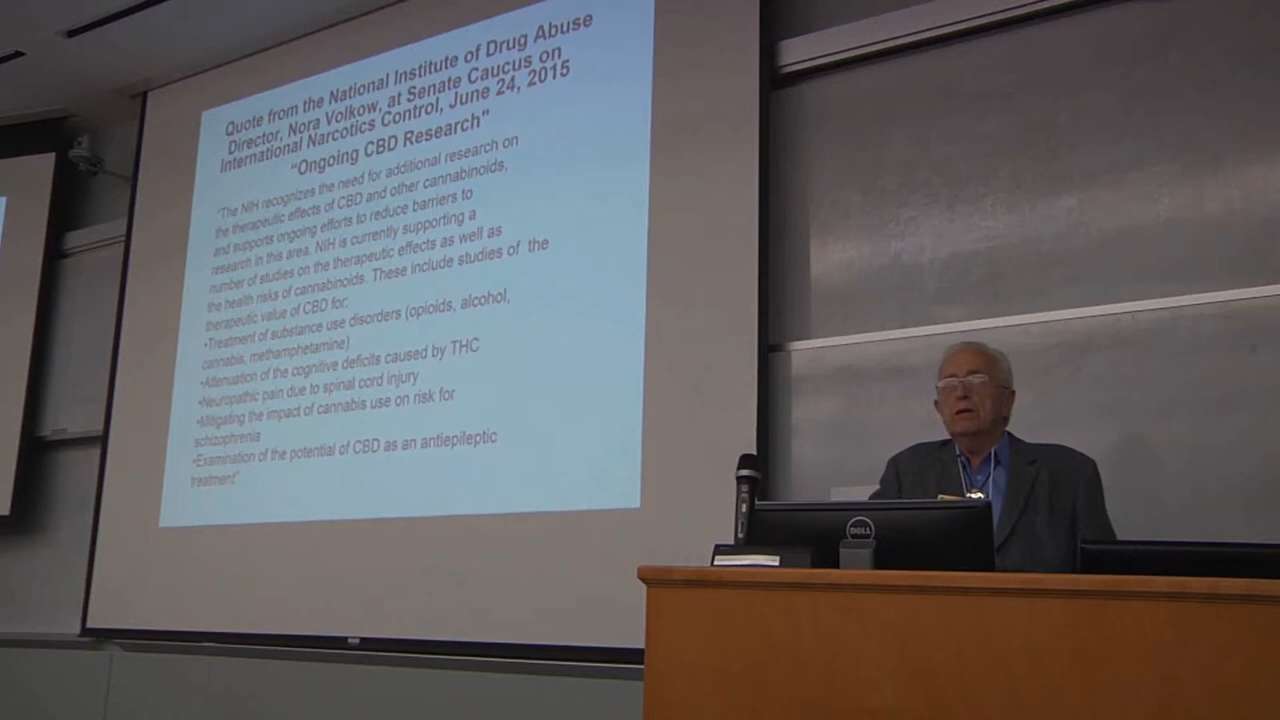 Quote from the National Institute of Drug Abuse
Director, Nora Volkow, at Senate Caucus on
International Narcotics Control, June 24, 2015
"Ongoing CBD Research"
"The NIH recognizes the need for additional research on
the therapeutic effects of CBD and other cannabinoids,
and supports ongoing efforts to reduce barriers to
research in this area. NIH is currently supporting a
number of studies on the therapeutic effects as well as
the health risks of cannabinoids. These include studies of the
therapeutic value of CBD for:
•Treatment of substance use disorders (opioids, alcohol,
cannabis, methamphetamine)
•Attenuation of the cognitive deficits caused by THC
•Neuropathic pain due to spinal cord injury
•Mitigating the impact of cannabis use on risk for
schizophrenia
•Examination of the potential of CBD as an antiepileptic
treatment"
DELL